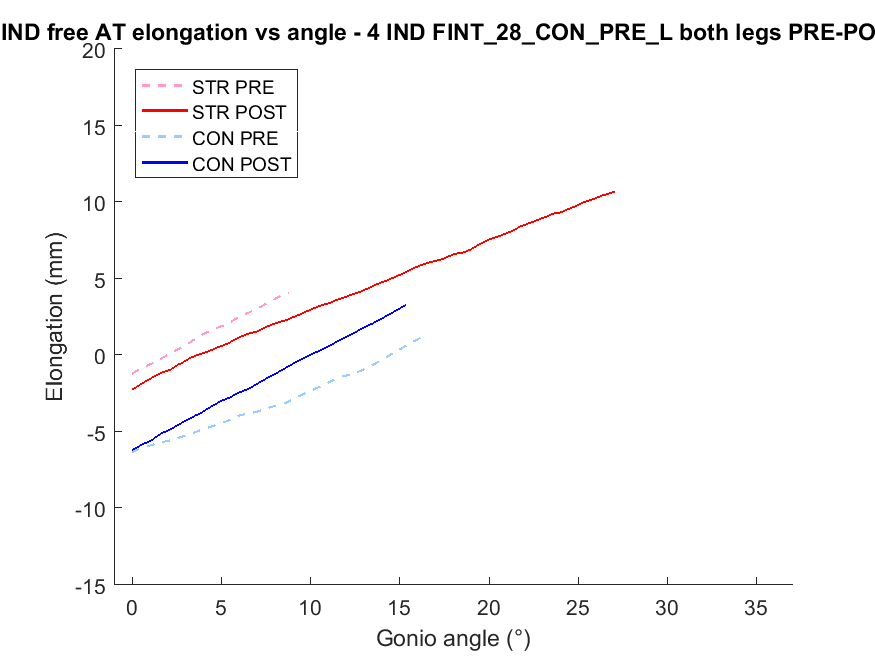 IND free AT elongation vs angle - 4 IND FINT_28_CON_PRE_L both legs PRE-PO
20
15
10
5
0
-5
-10
-15
Elongation (mm)
STR PRE
STR POST
CON PRE
CON POST
0 5 10 15 20 25 30 35
Gonio angle (°)